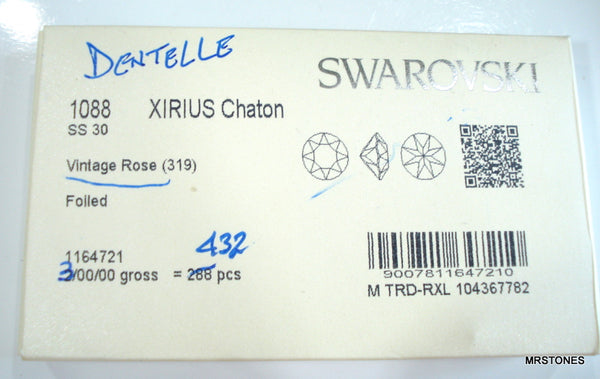 DENTELLE
SWAROVSKI
1088 XIRIUS Chaton
SS 30
Vintage Rose (319)
Foiled
1164721
432
3/00/00 gross = 288 pcs
9007811647210
M TRD-RXL 104367782
MRSTONES